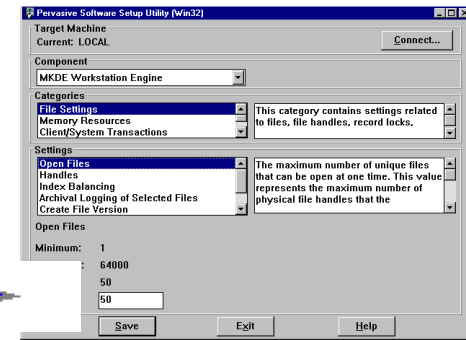 Pervasive Software Setup Utility (Win32)
Target Machine
Current: LOCAL
Connect...
Component
MKDE Workstation Engine
Categories
File Settings
Memory Resources
Client/System Transactions
This category contains settings related
to files, file handles, record locks,
Settings
Open Files
Handles
Index Balancing
Archival Logging of Selected Files
Create File Version
The maximum number of unique files
that can be open at one time. This value
represents the maximum number of
physical file handles that the
Open Files
Minimum: 1
: 64000
50
50
Save
Exit
Help